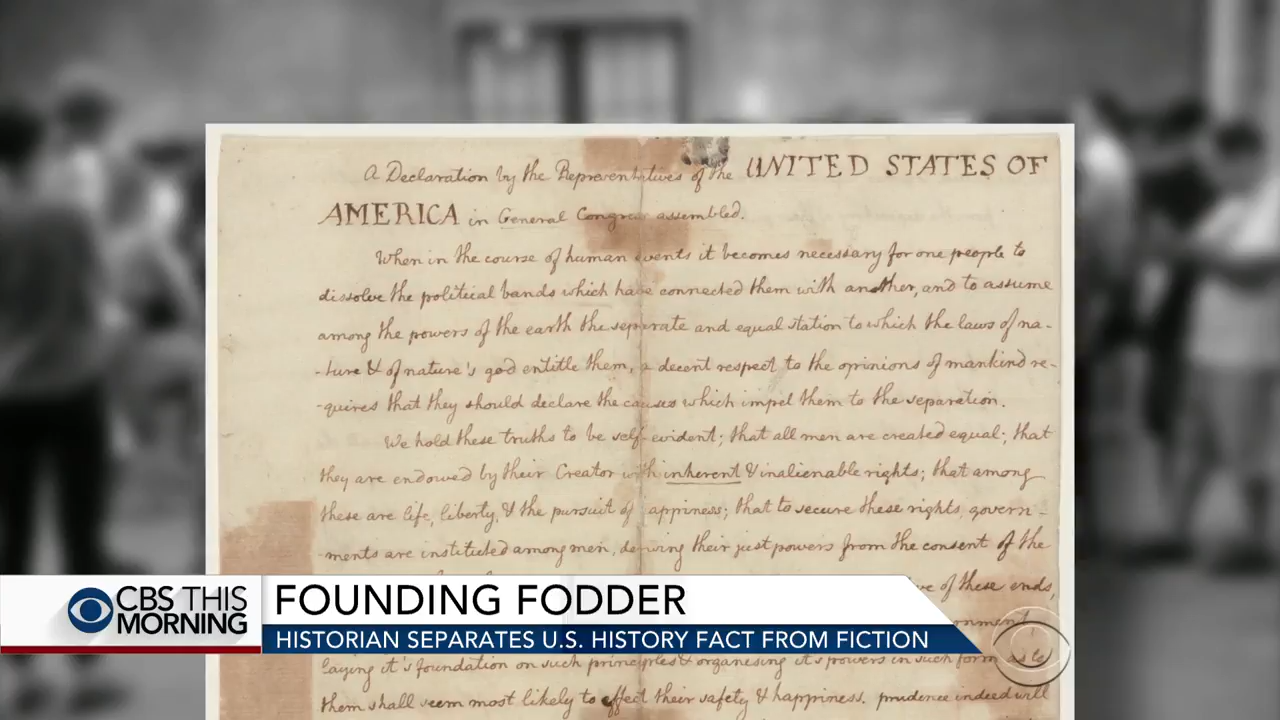 A Declaration by the Representatives of the UNITED STATES OF
AMERICA in General Congress assembled.
When in the course of human events it becomes necessary for one people to
dissolve the political bands which have connected them with another, and to assume
among the powers of the earth the separate and equal station to which the laws of na-
-ture & of nature's god entitle them, a decent respect to the opinions of mankind re-
-quires that they should declare the causes which impel them to the separation.
We hold these truths to be self-evident; that all men are created equal; that
they are endowed by their Creator with inherent & inalienable rights; that among
these are life, liberty, & the pursuit of happiness; that to secure these rights, govern-
-ments are instituted among men, deriving their just powers from the consent of the
of these ends,
CBS THIS
MORNING
FOUNDING FODDER
HISTORIAN SEPARATES U.S. HISTORY FACT FROM FICTION
laying it's foundation on such principles & organising it's powers in such form as to
them shall seem most likely to effect their safety & happiness. prudence indeed will